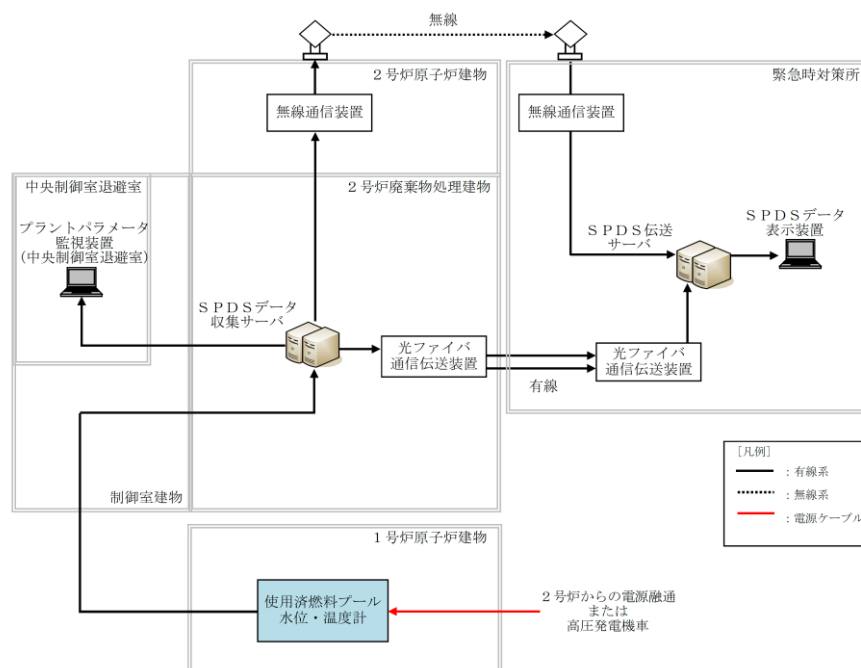 無線
2号炉原子炉建物
緊急時対策所
無線通信装置
無線通信装置
中央制御室退避室
2号炉廃棄物処理建物
プラントパラメータ
監視装置
(中央制御室退避室)
SPDS伝送
サーバ
SPDSデータ
表示装置
SPDSデータ
収集サーバ
光ファイバ
通信伝送装置
光ファイバ
通信伝送装置
有線
[凡例]
:有線系
:無線系
:電源ケーブル
制御室建物
1号炉原子炉建物
使用済燃料プール
水位・温度計
2号炉からの電源融通
または
高圧発電機車